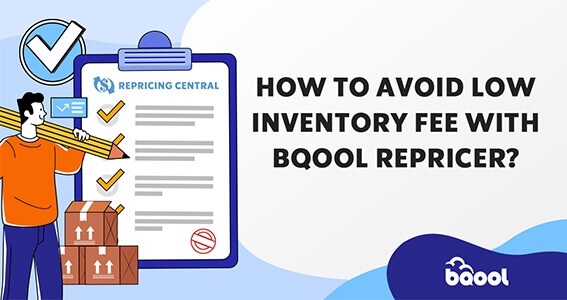 REPRICING CENTRAL
HOW TO AVOID LOW
INVENTORY FEE WITH
BQOOL REPRICER?
bqool